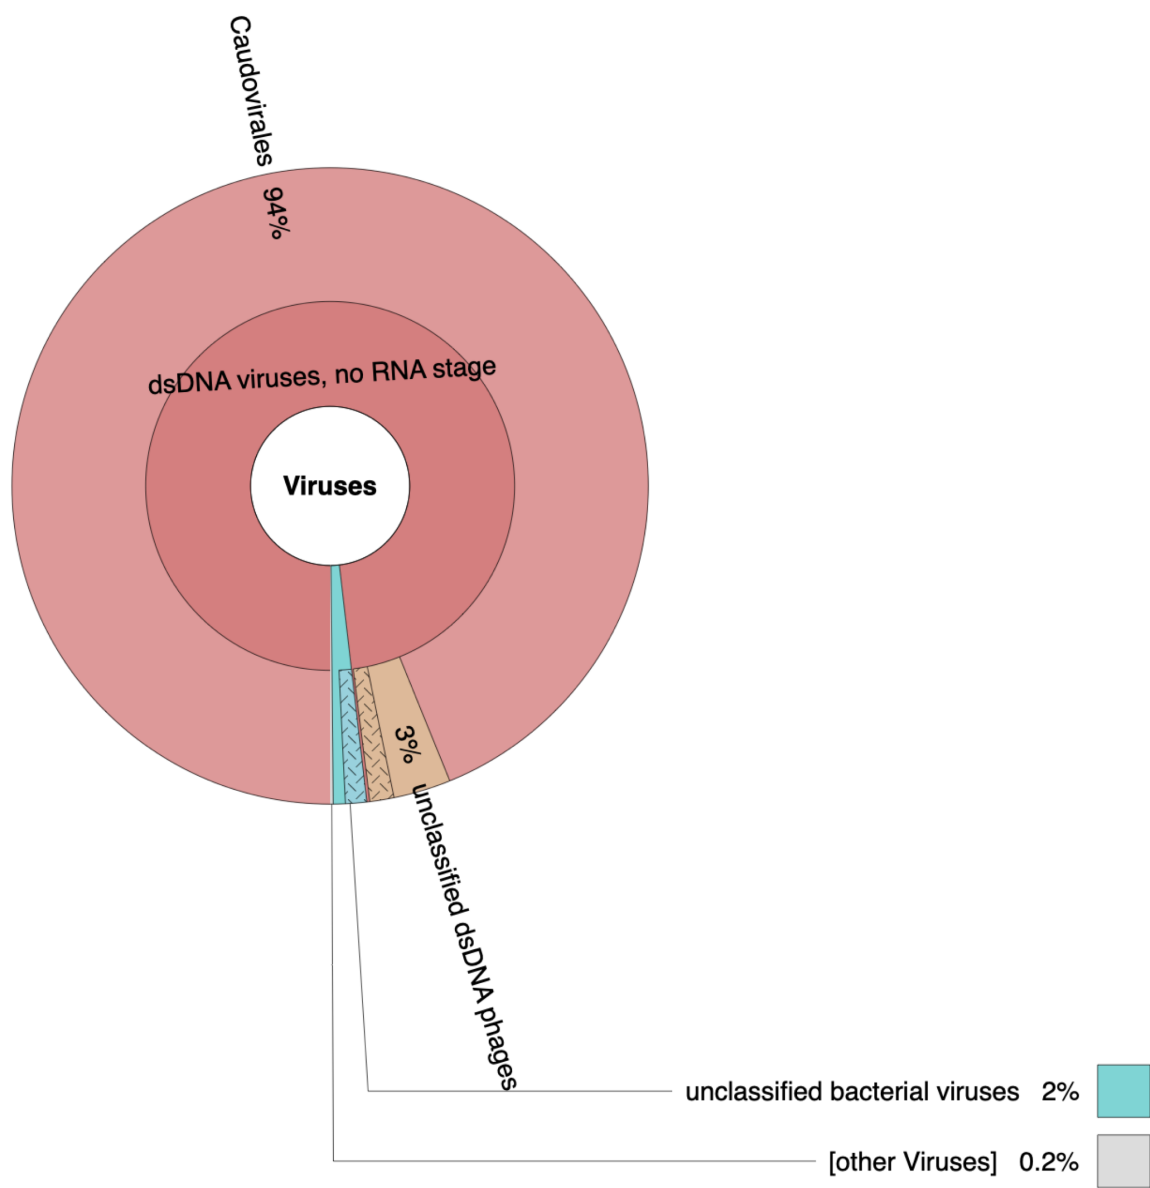 Caudovirales 94%
dsDNA viruses, no RNA stage
Viruses
3% unclassified dsDNA phages
unclassified bacterial viruses 2%
[other Viruses] 0.2%